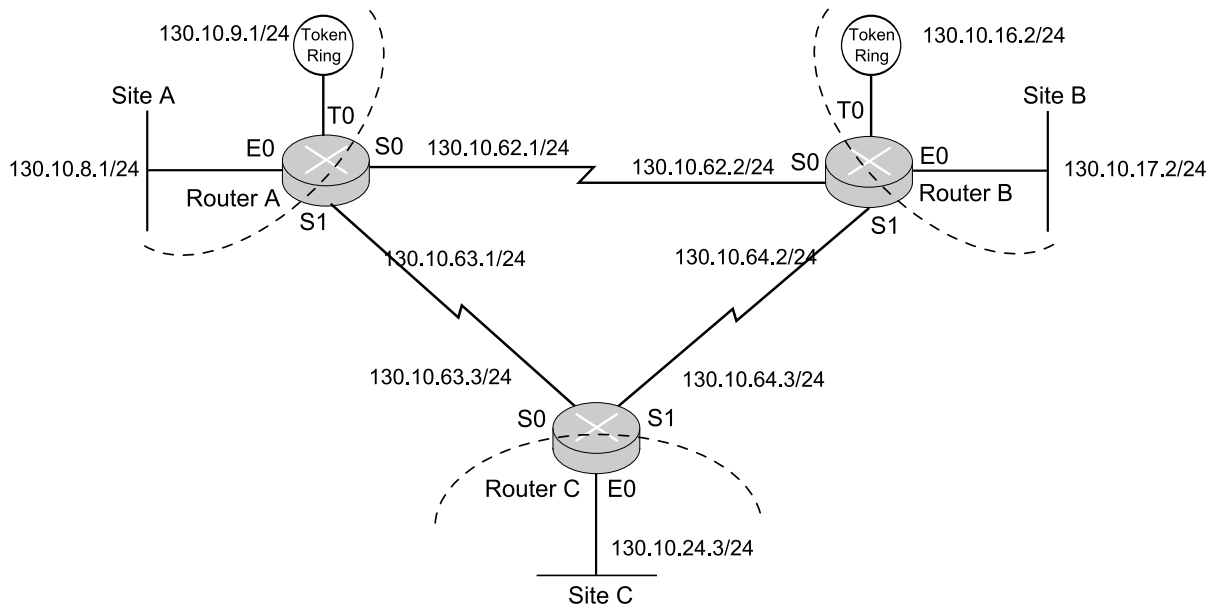 130.10.9.1/24
Token
Ring
Token
Ring
130.10.16.2/24
Site A
T0
T0
Site B
E0
S0
130.10.62.1/24
130.10.62.2/24
S0
E0
130.10.8.1/24
130.10.17.2/24
Router A
Router B
S1
S1
130.10.63.1/24
130.10.64.2/24
130.10.63.3/24
130.10.64.3/24
S0
S1
Router C
E0
130.10.24.3/24
Site C